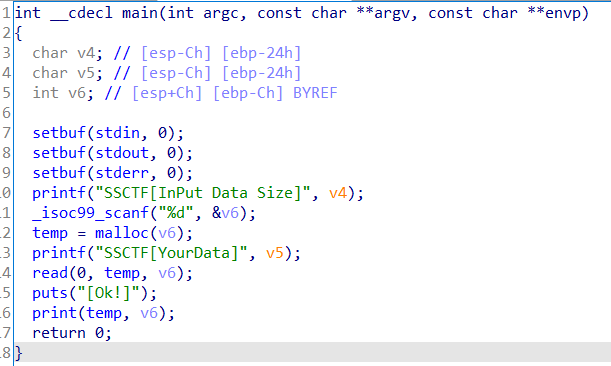 1 int __cdecl main(int argc, const char **argv, const char **envp)
2 {
3 char v4; // [esp-Ch] [ebp-24h]
4 char v5; // [esp-Ch] [ebp-24h]
5 int v6; // [esp+Ch] [ebp-Ch] BYREF
6
7 setbuf(stdin, 0);
8 setbuf(stdout, 0);
9 setbuf(stderr, 0);
.0 printf("SSCTF[InPut Data Size]", v4);
.1 _isoc99_scanf("%d", &v6);
.2 temp = malloc(v6);
.3 printf("SSCTF[YourData]", v5);
.4 read(0, temp, v6);
.5 puts("[Ok!]");
.6 print(temp, v6);
.7 return 0;
.8 }